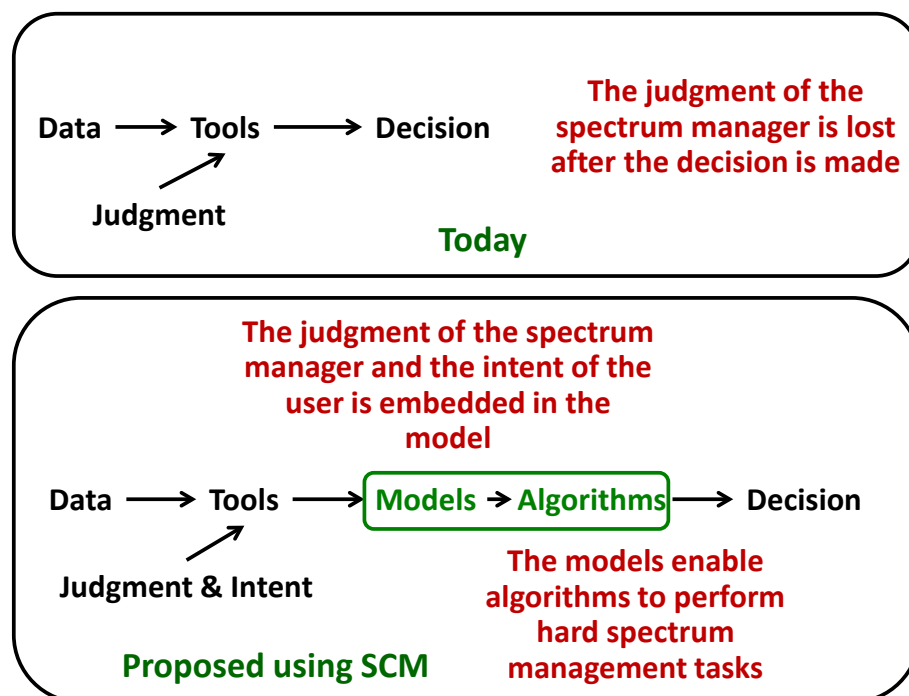 Data
Tools
Decision
Judgment
The judgment of the
spectrum manager is lost
after the decision is made
Today
The judgment of the spectrum
manager and the intent of the
user is embedded in the
model
Data
Tools
Models
Algorithms
Decision
Judgment & Intent
The models enable
algorithms to perform
hard spectrum
management tasks
Proposed using SCM